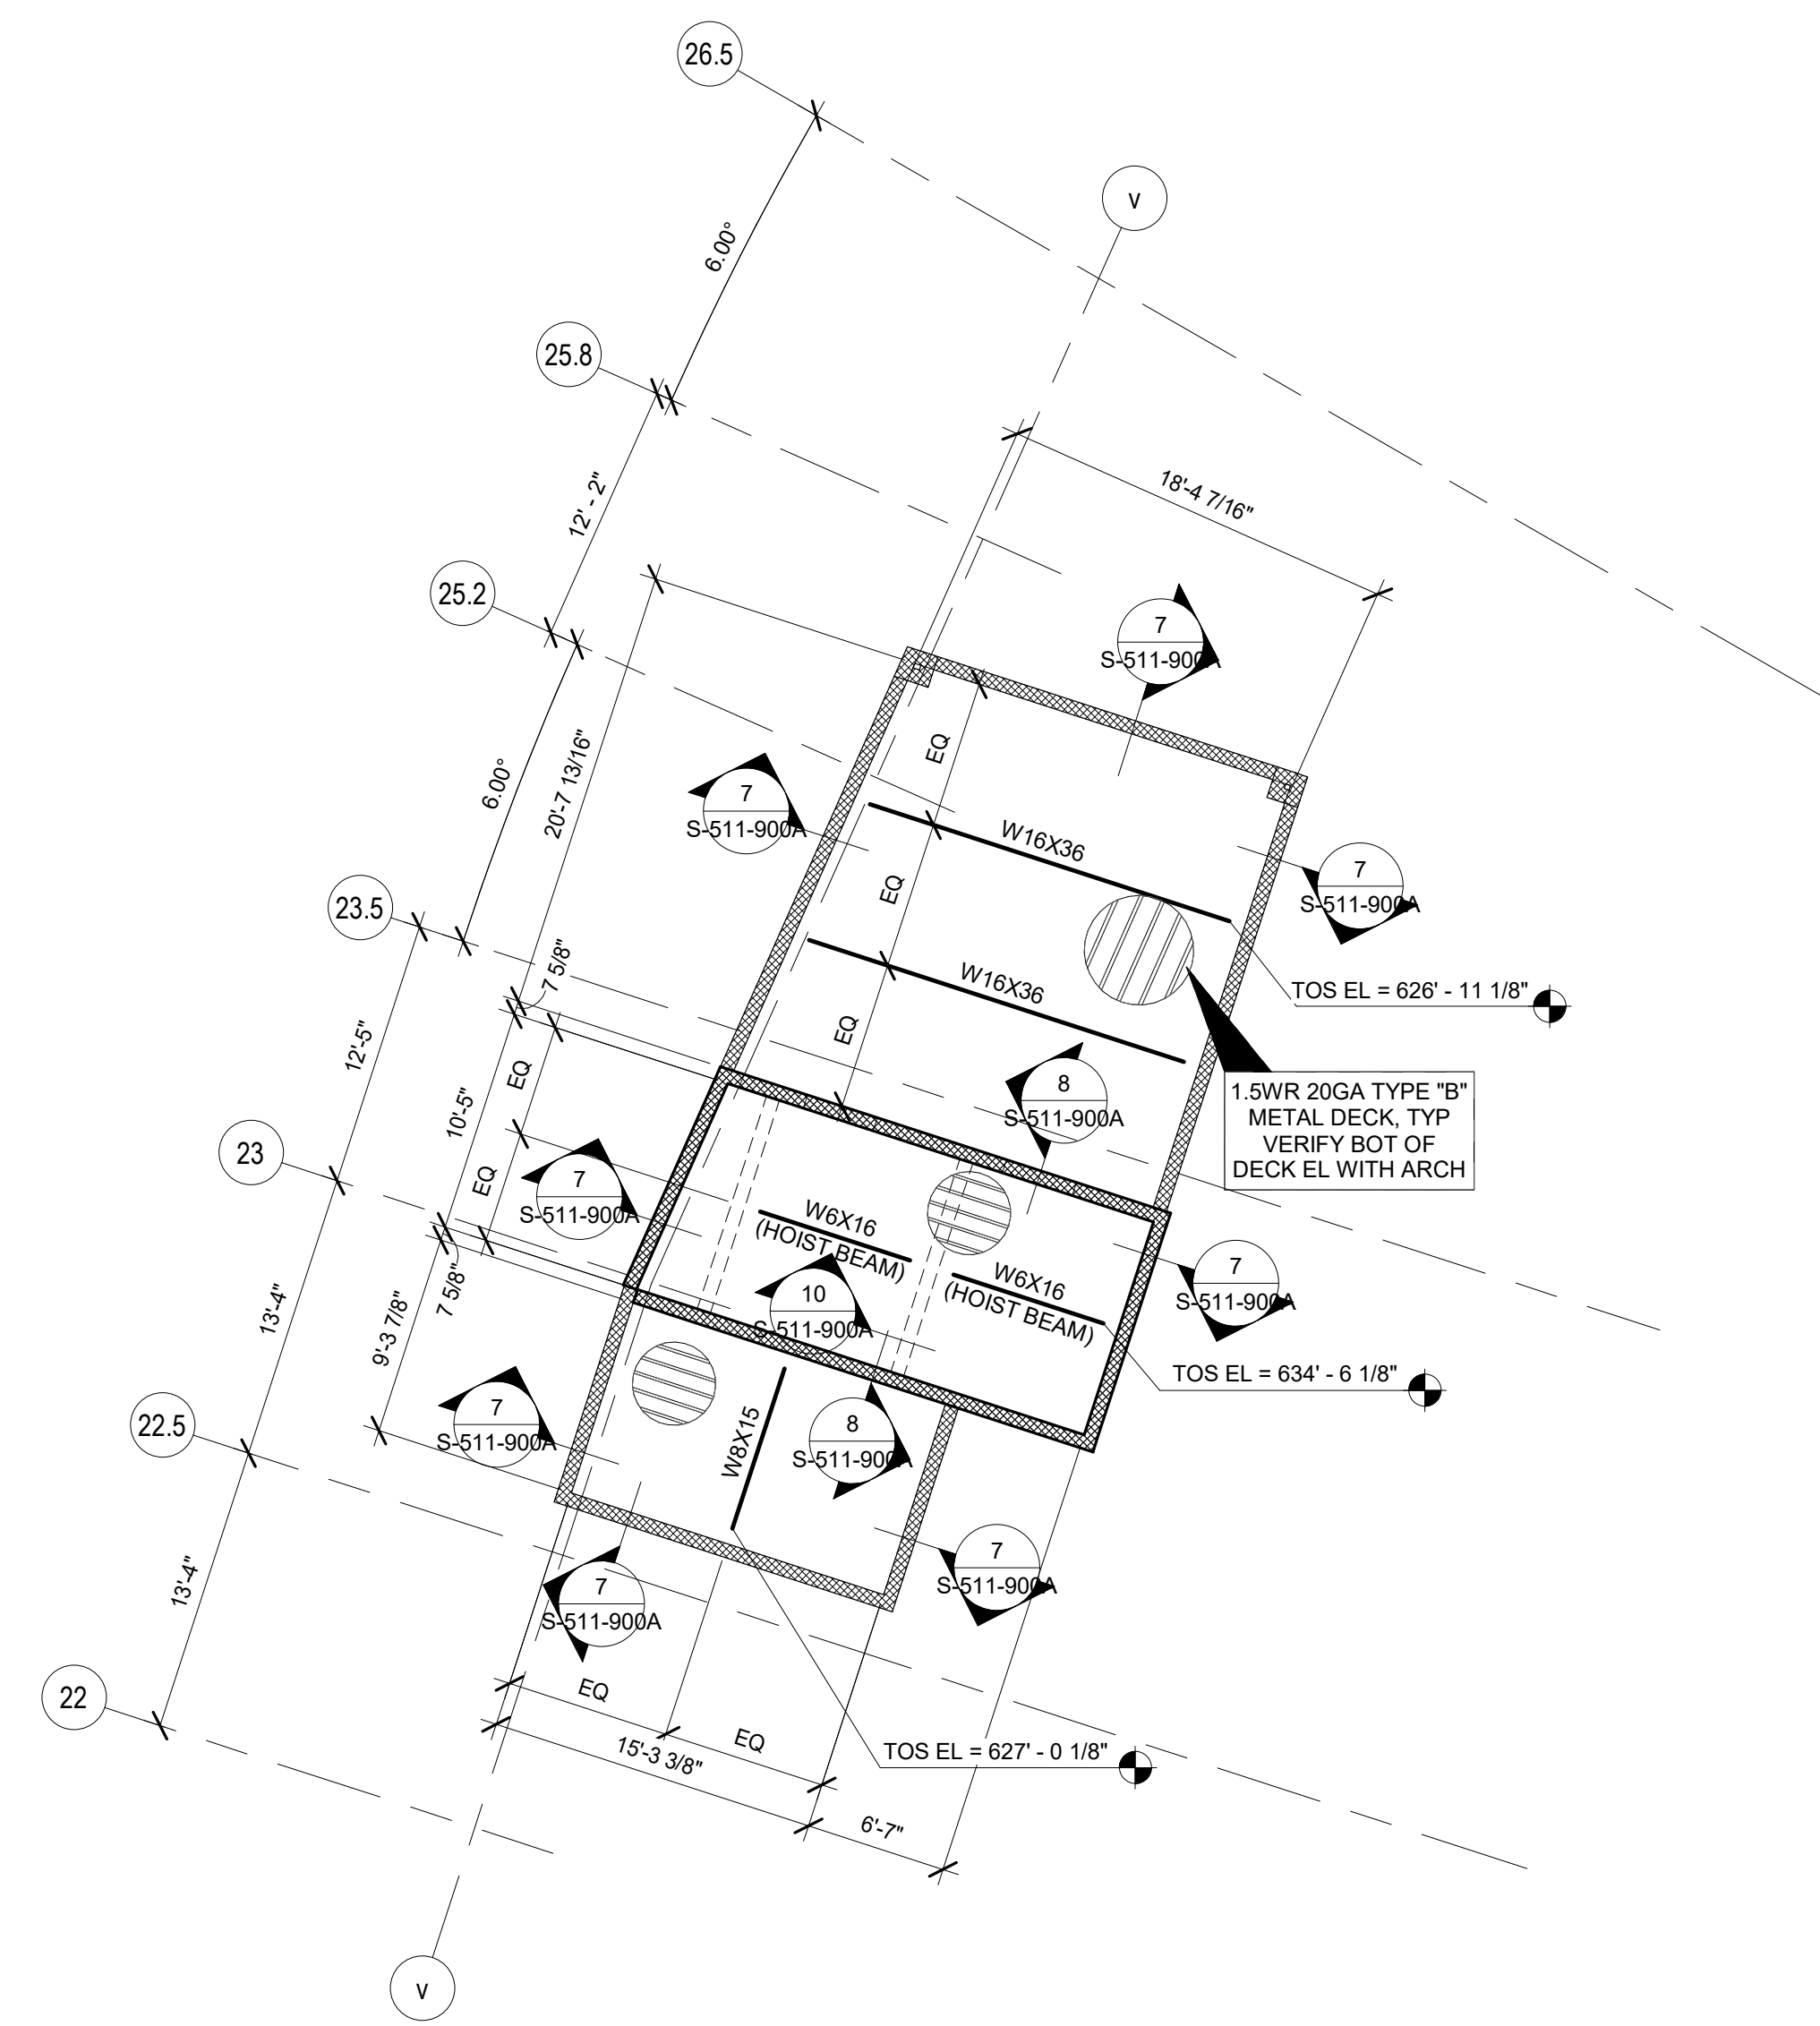 26.5
v
6.00°
25.8
12' - 2"
18'-4 7/16"
25.2
7
S-511-900A
6.00°
20'-7 13/16"
EQ
7
S-511-900A
W16X36
7
S-511-900A
EQ
23.5
7 5/8"
W16X36
TOS EL = 626' - 11 1/8"
12'-5"
EQ
EQ
8
S-511-900A
1.5WR 20GA TYPE "B"
METAL DECK, TYP
VERIFY BOT OF
DECK EL WITH ARCH
10'-5"
23
EQ
7
S-511-900A
W6X16
(HOIST BEAM)
W6X16
(HOIST BEAM)
7
S-511-900A
10
S-511-900A
13'-4"
7 5/8"
9'-3 7/8"
TOS EL = 634' - 6 1/8"
22.5
7
S-511-900A
W8X15
8
S-511-900A
7
S-511-900A
13'-4"
7
S-511-900A
22
EQ
EQ
15'-3 3/8"
TOS EL = 627' - 0 1/8"
6'-7"
v